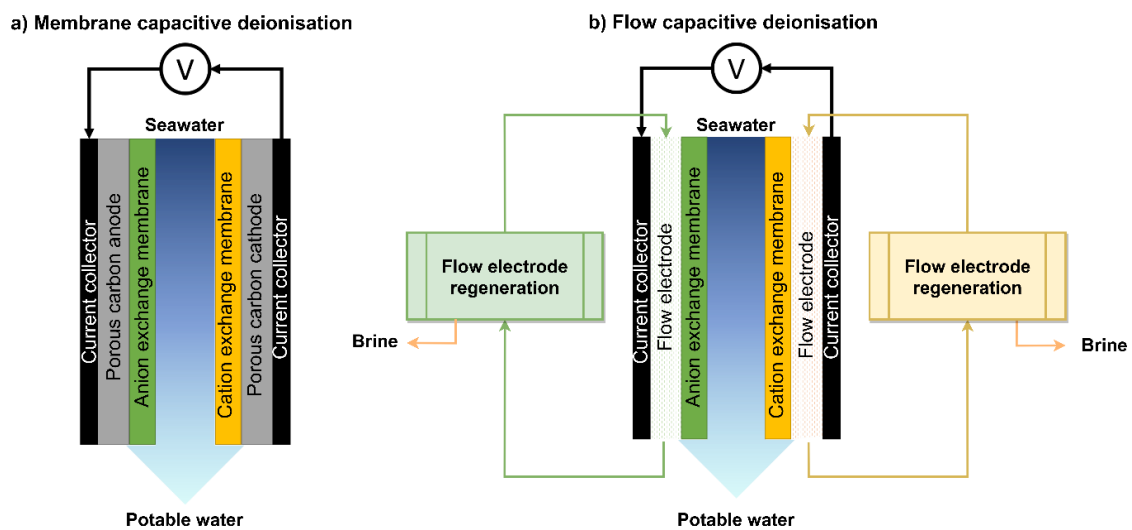 a) Membrane capacitive deionisation
V
Seawater
Current collector
Porous carbon anode
Anion exchange membrane
Cation exchange membrane
Porous carbon cathode
Current collector
Potable water
b) Flow capacitive deionisation
V
Seawater
Current collector
Flow electrode
Anion exchange membrane
Cation exchange membrane
Flow electrode
Current collector
Flow electrode
regeneration
Brine
Flow electrode
regeneration
Brine
Potable water